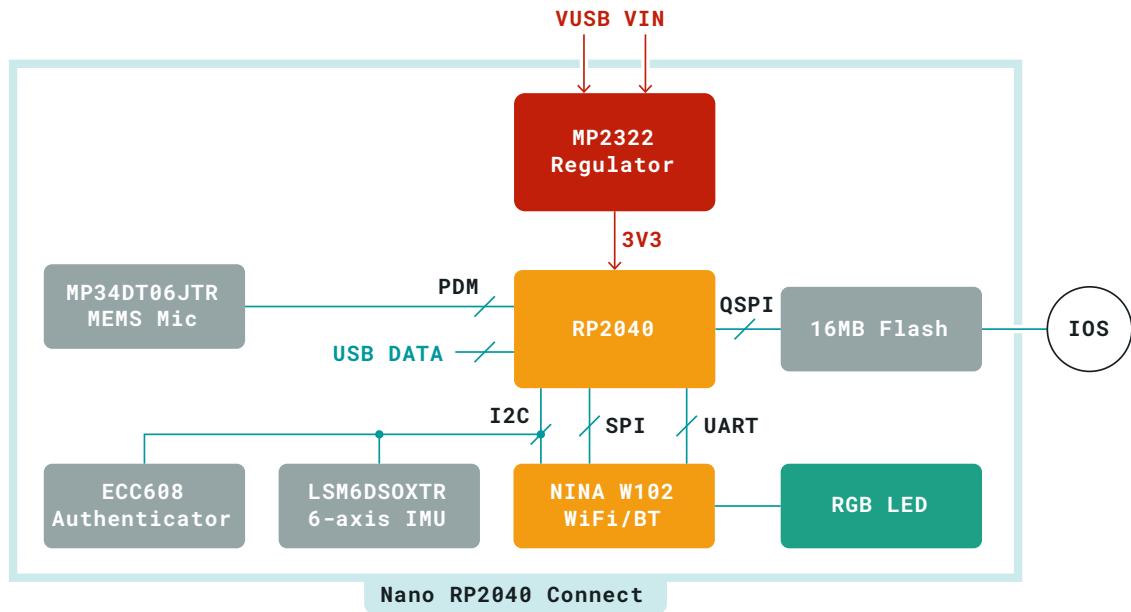 VUSB VIN
MP2322
Regulator
3V3
MP34DT06JTR
MEMS Mic
PDM
RP2040
QSPI
16MB Flash
IOS
USB DATA
I2C
SPI
UART
ECC608
Authenticator
LSM6DSOXTR
6-axis IMU
NINA W102
WiFi/BT
RGB LED
Nano RP2040 Connect